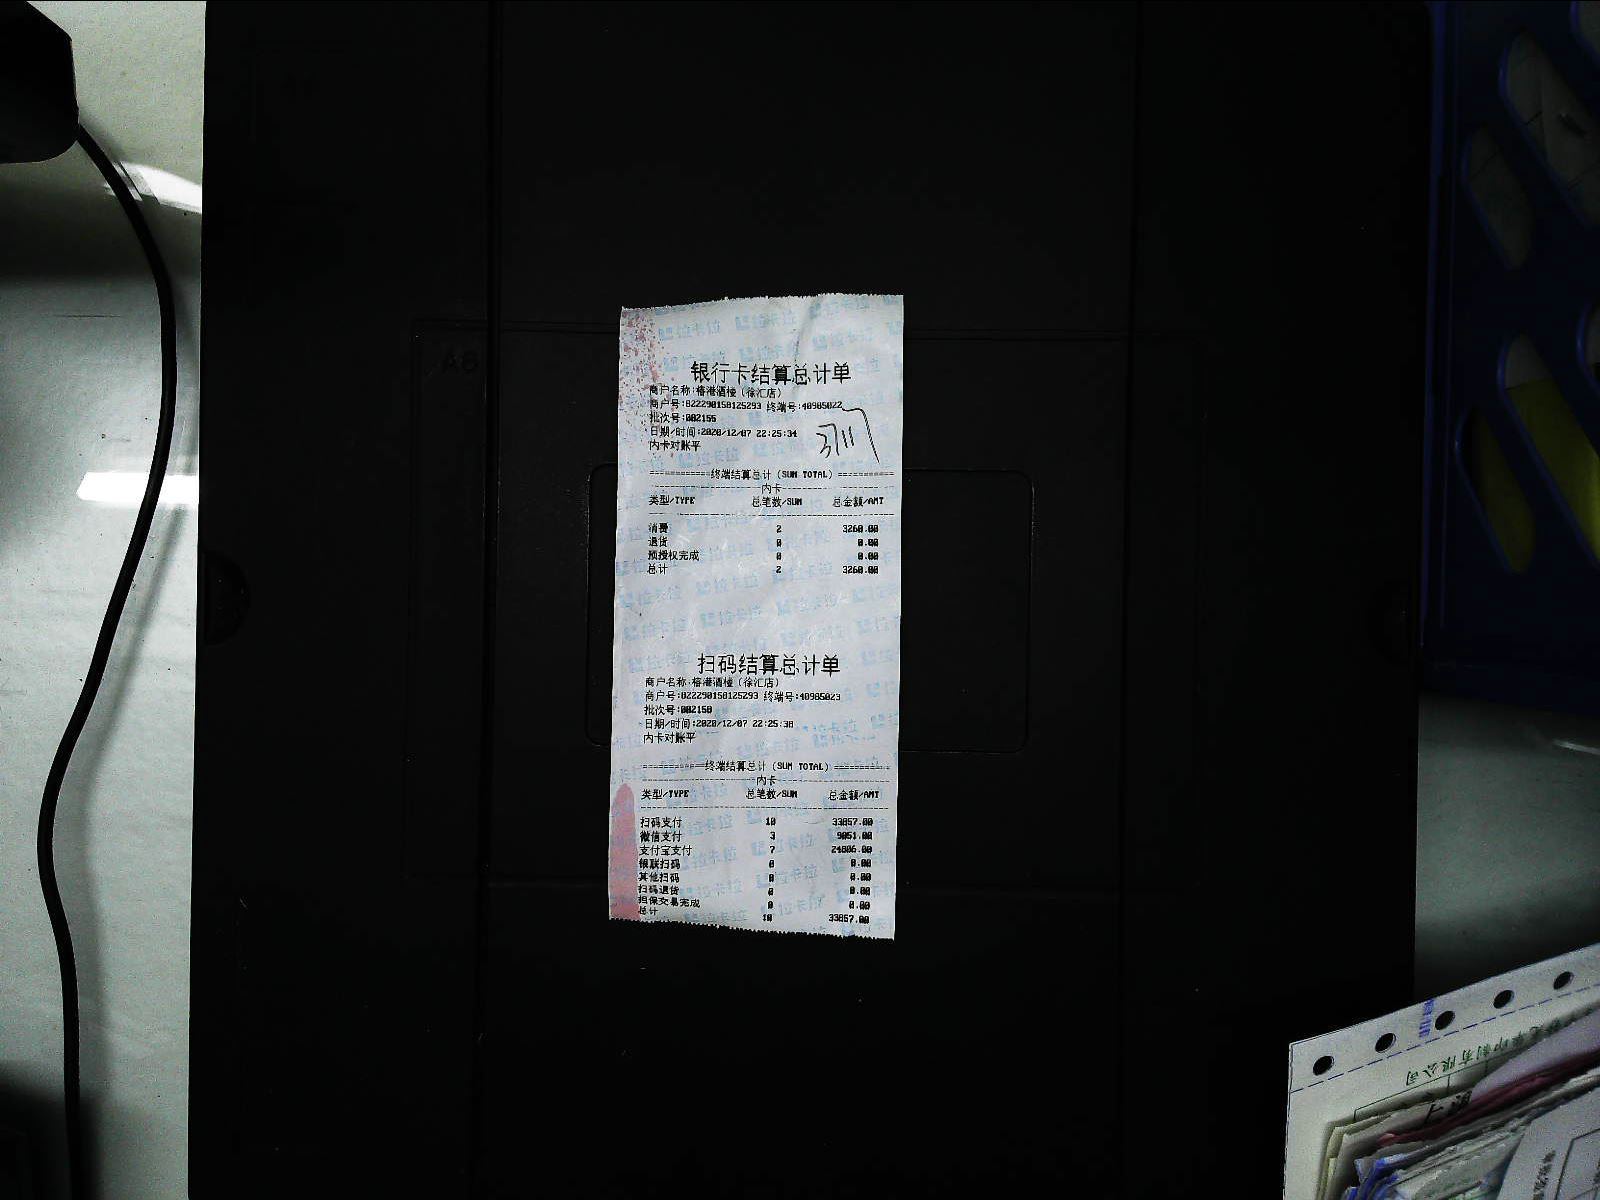 银行卡结算总计单
商户名称:椿港酒楼（徐汇店）
商户号:822290158125293 终端号:40985022
批次号:002155
日期/时间:2020/12/07 22:25:34
3711
内卡对账平
===========终端结算总计 (SUM TOTAL) ===========
内卡
类型/TYPE 总笔数/SUM 总金额/AMT
消费 2 3260.00
退货 0 0.00
预授权完成 0 0.00
总计 2 3260.00
扫码结算总计单
商户名称:椿港酒楼（徐汇店）
商户号:822290158125293 终端号:40985023
批次号:002150
日期/时间:2020/12/07 22:25:38
内卡对账平
===========终端结算总计 (SUM TOTAL) ===========
内卡
类型/TYPE 总笔数/SUM 总金额/AMT
扫码支付 10 33857.00
微信支付 3 9051.00
支付宝支付 7 24806.00
银联扫码 0 0.00
其他扫码 0 0.00
扫码退货 0 0.00
担保交易完成 0 0.00
总计 10 33857.00
印制有限公司